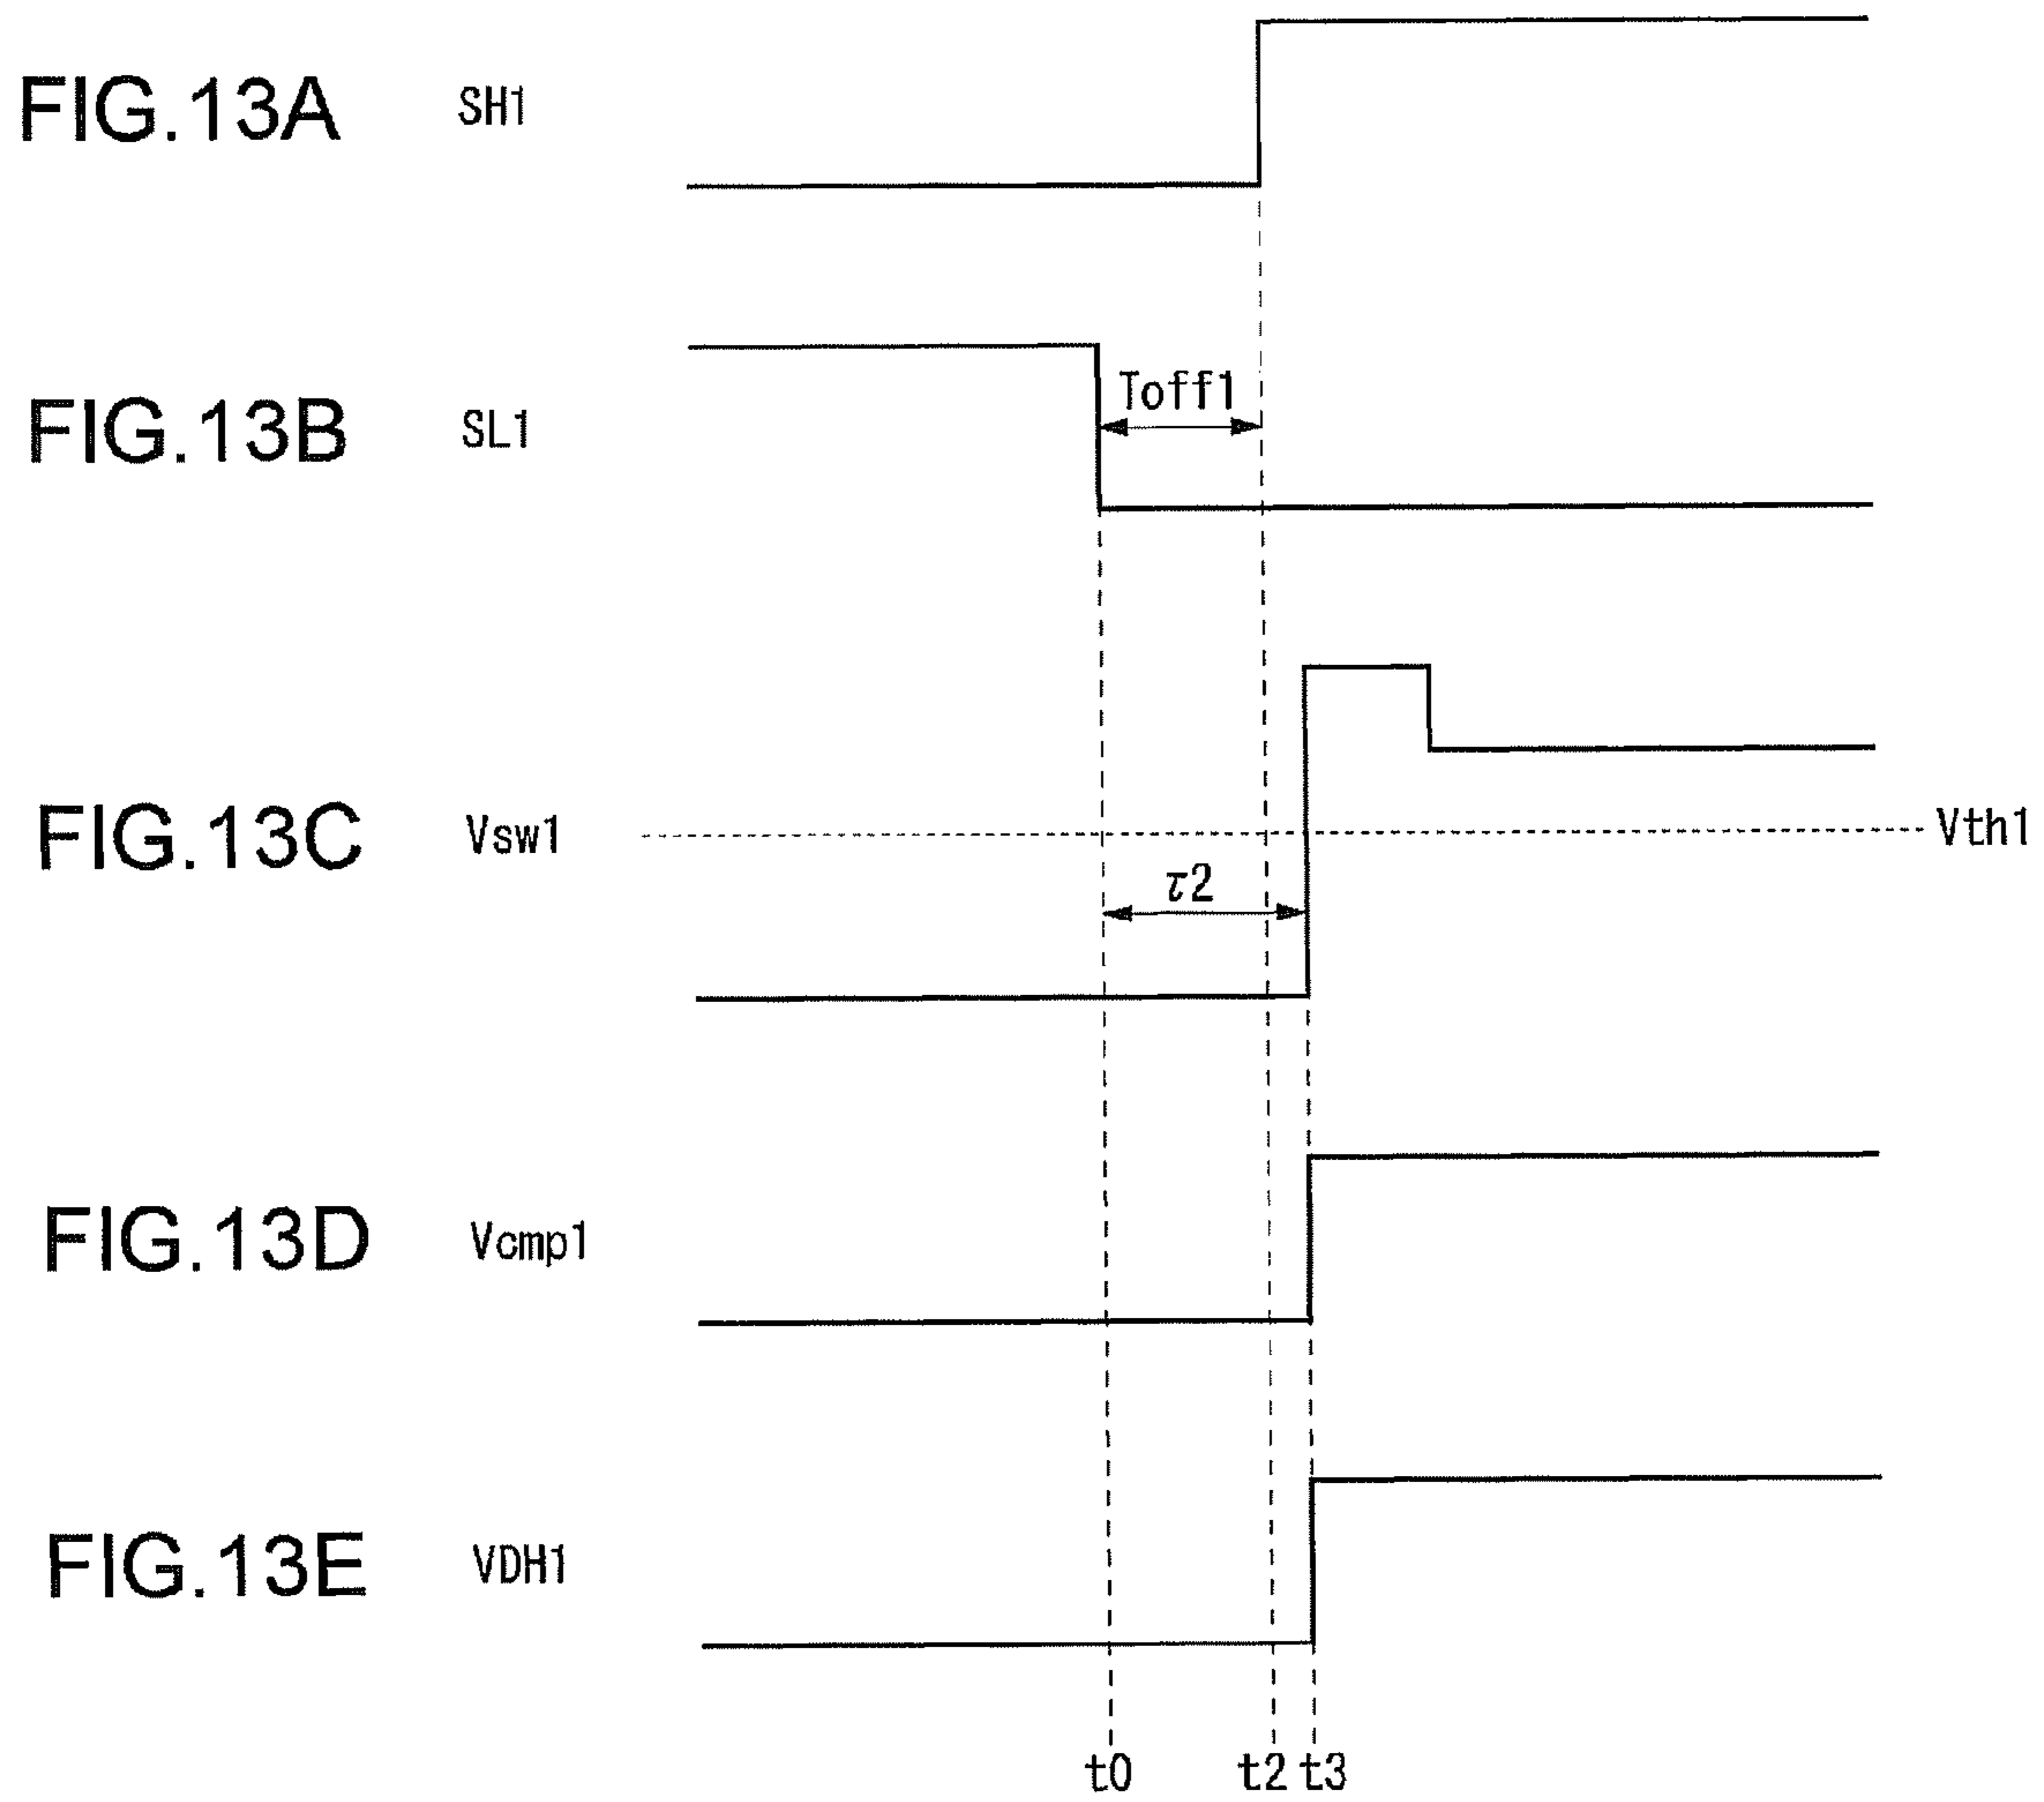 FIG.13A SH1
FIG.13B SL1
Toff1
FIG.13C Vsw1
Vth1
τ2
FIG.13D Vcmp1
FIG.13E VDH1
t0 t2 t3